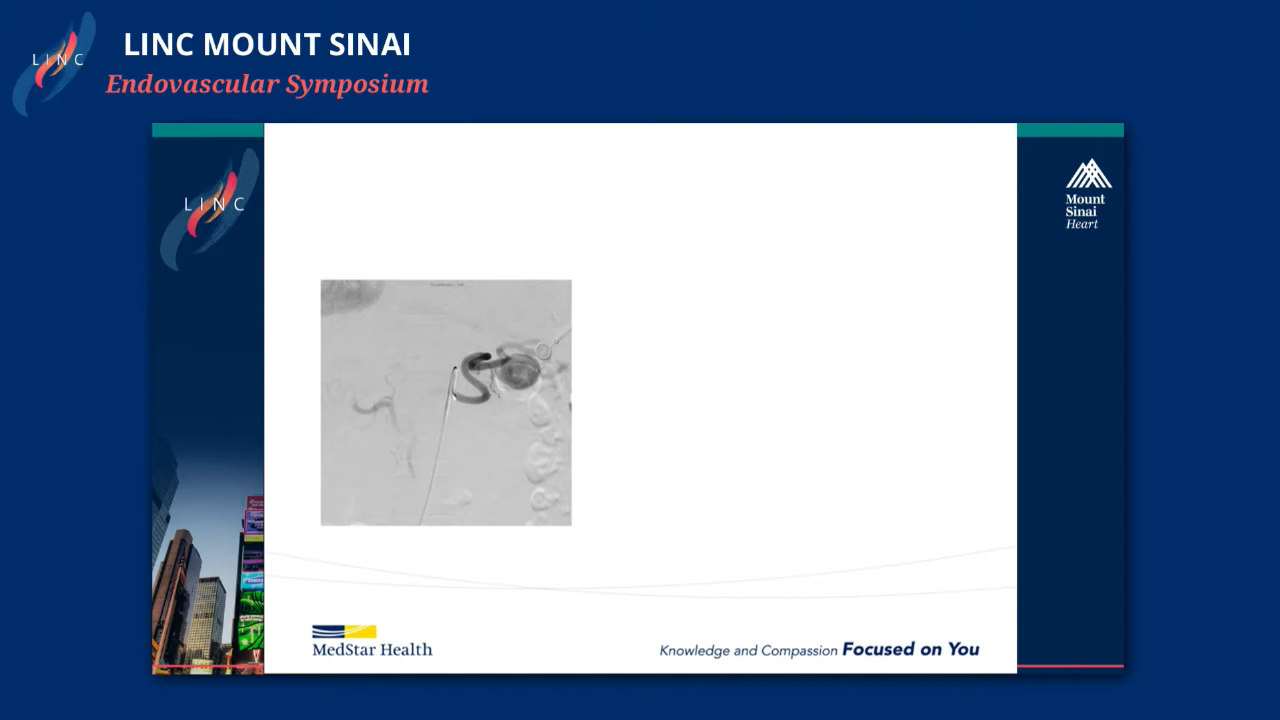 LINC
LINC MOUNT SINAI
Endovascular Symposium
LINC
Mount
Sinai
Heart
MedStar Health
Knowledge and Compassion Focused on You